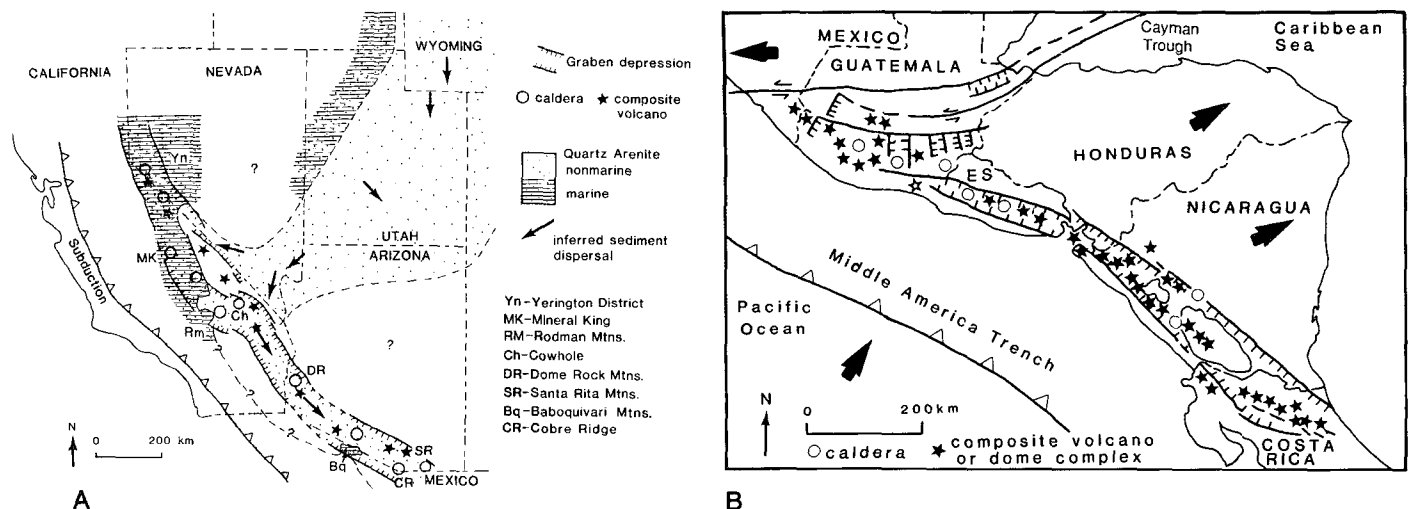 CALIFORNIA
NEVADA
WYOMING
UTAH
ARIZONA
Yn
?
MK
Subduction
Rm
?
Ch
?
DR
?
?
SR
Bq
CR
MEXICO
N
0 200 km
A
Graben depression
caldera
composite
volcano
Quartz Arenite
nonmarine
marine
inferred sediment
dispersal
Yn-Yerington District
MK-Mineral King
RM-Rodman Mtns.
Ch-Cowhole
DR-Dome Rock Mtns.
SR-Santa Rita Mtns.
Bq-Baboquivari Mtns.
CR-Cobre Ridge
MEXICO
GUATEMALA
Cayman
Trough
Caribbean
Sea
HONDURAS
ES
NICARAGUA
Middle America Trench
Pacific
Ocean
COSTA
RICA
N
0 200km
caldera
composite volcano
or dome complex
B